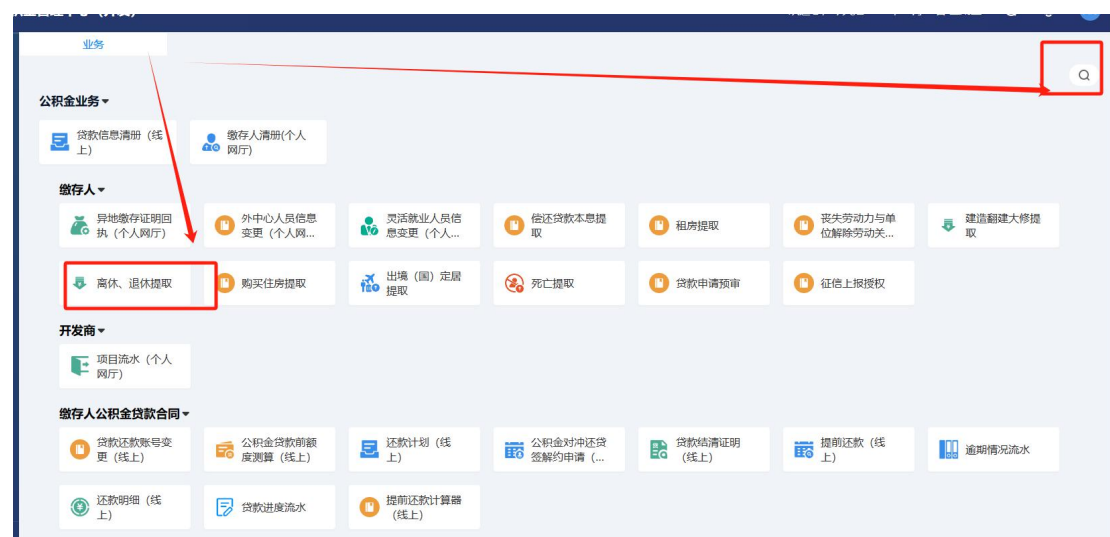 业务
公积金业务
贷款信息清册（线
上）
缴存人清册(个人
网厅)
缴存人
异地缴存证明回
执（个人网厅）
外中心人员信息
变更（个人网...
灵活就业人员信
息变更（个人...
偿还贷款本息提
取
租房提取
丧失劳动力与单
位解除劳动关...
建造翻建大修提
取
离休、退休提取
购买住房提取
出境（国）定居
提取
死亡提取
贷款申请预审
征信上报授权
开发商
项目流水（个人
网厅）
缴存人公积金贷款合同
贷款还款账号变
更（线上）
公积金贷款前额
度测算（线上）
还款计划（线
上）
公积金对冲还贷
签解约申请（...
贷款结清证明
（线上）
提前还款（线
上）
逾期情况流水
还款明细（线
上）
贷款进度流水
提前还款计算器
（线上）